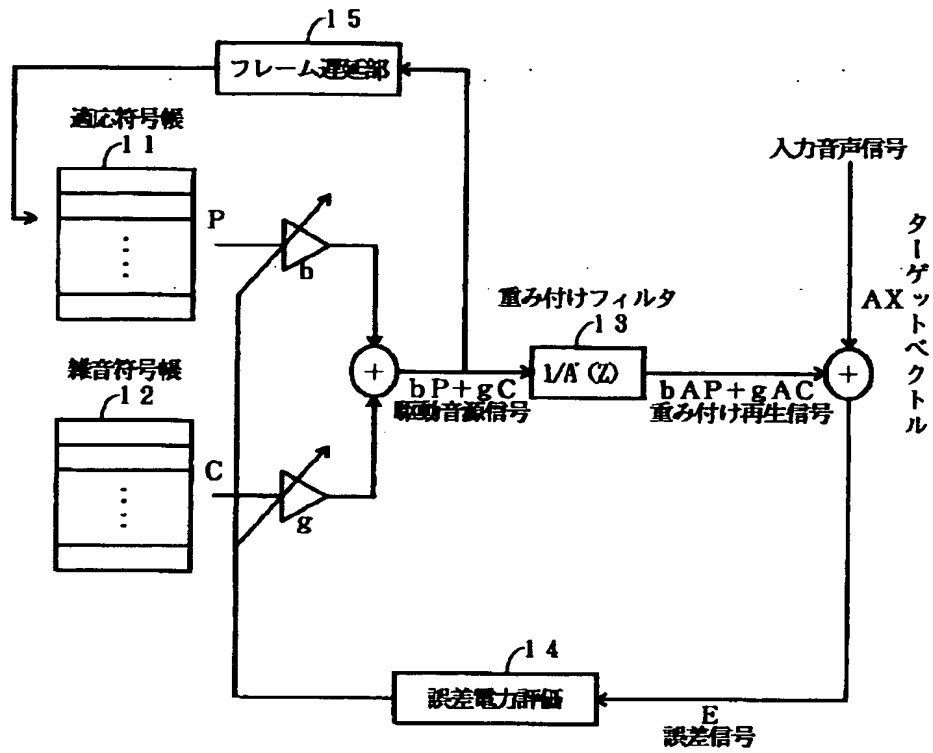 15
フレーム遅延部
適応符号帳
11
P
b
入力音声信号
ターゲットベクトル
AX
重み付けフィルタ
13
1/A'(Z)
雑音符号帳
12
C
g
+
bP+gC
駆動音源信号
bAP+gAC
重み付け再生信号
+
14
誤差電力評価
E
誤差信号